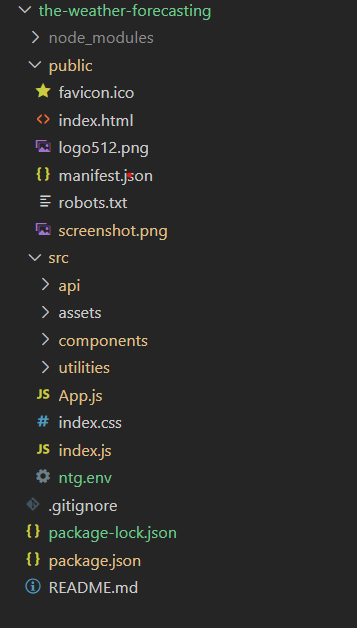 the-weather-forecasting
node_modules
public
favicon.ico
index.html
logo512.png
manifest.json
robots.txt
screenshot.png
src
api
assets
components
utilities
App.js
index.css
index.js
ntg.env
.gitignore
package-lock.json
package.json
README.md